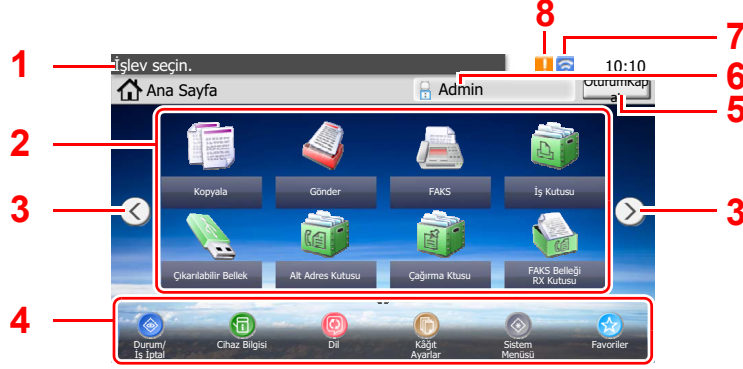 8
7
1
İşlev seçin.
10:10
6
Ana Sayfa
Admin
OturumKap
a..
5
2
Kopyala
Gönder
FAKS
İş Kutusu
3
3
Çıkarılabilir Bellek
Alt Adres Kutusu
Çağırma Ktusu
FAKS Belleği
RX Kutusu
4
Durum/
İş İptal
Cihaz Bilgisi
Dil
Kâğıt
Ayarlar
Sistem
Menüsü
Favoriler